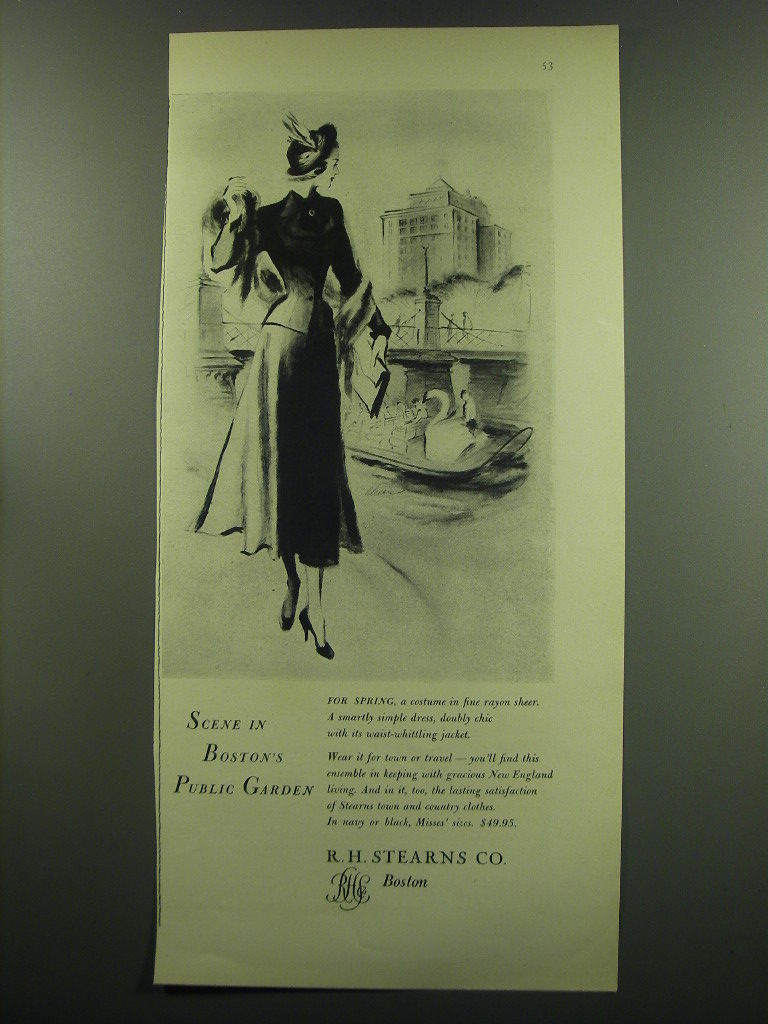 53
SCENE IN
BOSTON'S
PUBLIC GARDEN
FOR SPRING, a costume in fine rayon sheer.
A smartly simple dress, doubly chic
with its waist-whittling jacket.
Wear it for town or travel — you'll find this
ensemble in keeping with gracious New England
living. And in it, too, the lasting satisfaction
of Stearns town and country clothes.
In navy or black, Misses' sizes. $49.95.
R. H. STEARNS CO.
RHS Co
Boston